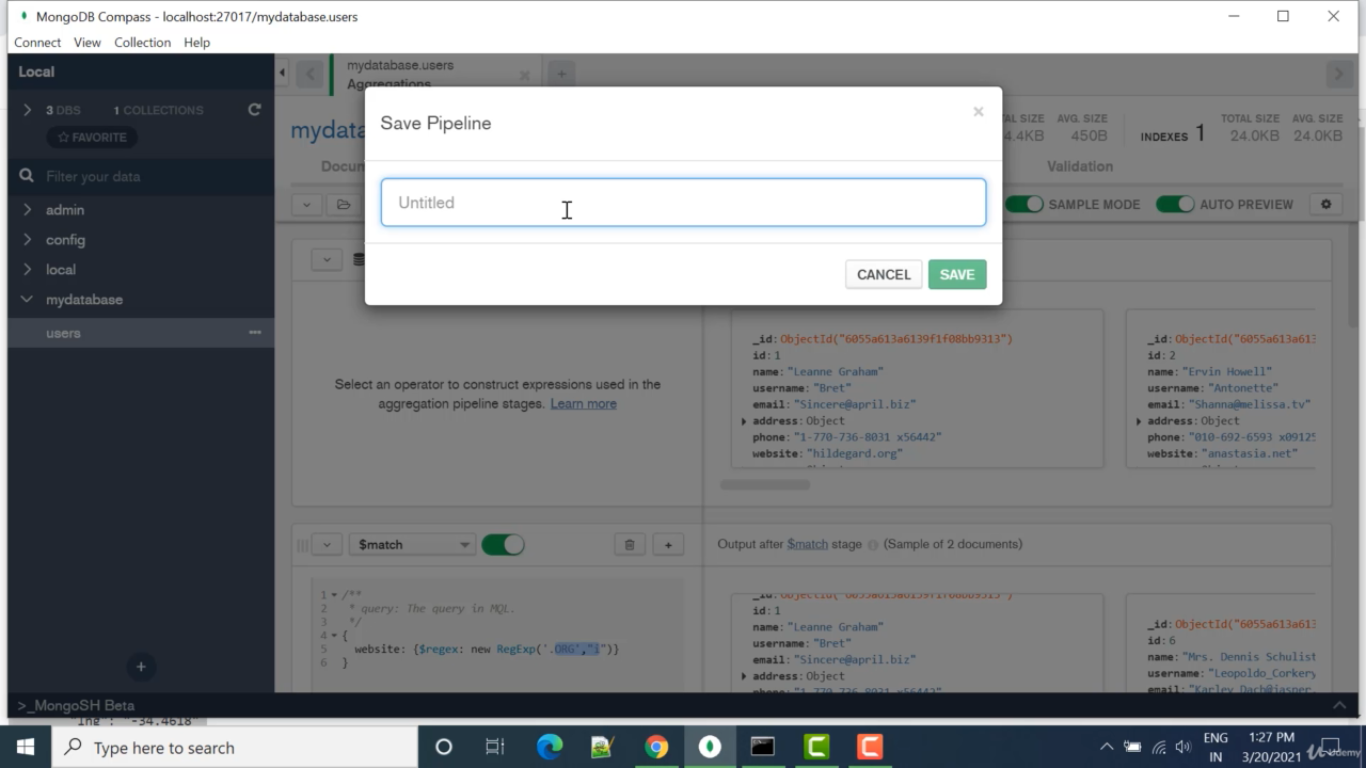 MongoDB Compass - localhost:27017/mydatabase.users
Connect View Collection Help
Local
mydatabase.users
Aggregations
3 DBS 1 COLLECTIONS
FAVORITE
Filter your data
admin
config
local
mydatabase
users
>_MongoSH Beta
mydata
AVG. SIZE
4.4KB 450B
INDEXES 1
TOTAL SIZE AVG. SIZE
24.0KB 24.0KB
Validation
SAMPLE MODE AUTO PREVIEW
Save Pipeline
Untitled
CANCEL SAVE
Select an operator to construct expressions used in the
aggregation pipeline stages. Learn more
_id: ObjectId("6055a613a6139f1f08bb9313")
id: 1
name: "Leanne Graham"
username: "Bret"
email: "Sincere@april.biz"
address: Object
phone: "1-770-736-8031 x56442"
website: "hildegard.org"
_id: ObjectId("6055a613a613
id: 2
name: "Ervin Howell"
username: "Antonette"
email: "Shanna@melissa.tv"
address: Object
phone: "010-692-6593 x09125
website: "anastasia.net"
$match
Output after $match stage (Sample of 2 documents)
1 /**
2 * query: The query in MQL.
3 */
4 {
5 website: {$regex: new RegExp('.ORG',"i")}
6 }
id: 1
name: "Leanne Graham"
username: "Bret"
email: "Sincere@april.biz"
address: Object
_id: ObjectId("6055a613a613
id: 6
name: "Mrs. Dennis Schulist
username: "Leopoldo_Corkery
email: "Karley_Dach@jasper.
"lng": "-34.4618"
Type here to search
ENG
IN
1:27 PM
3/20/2021
Udemy